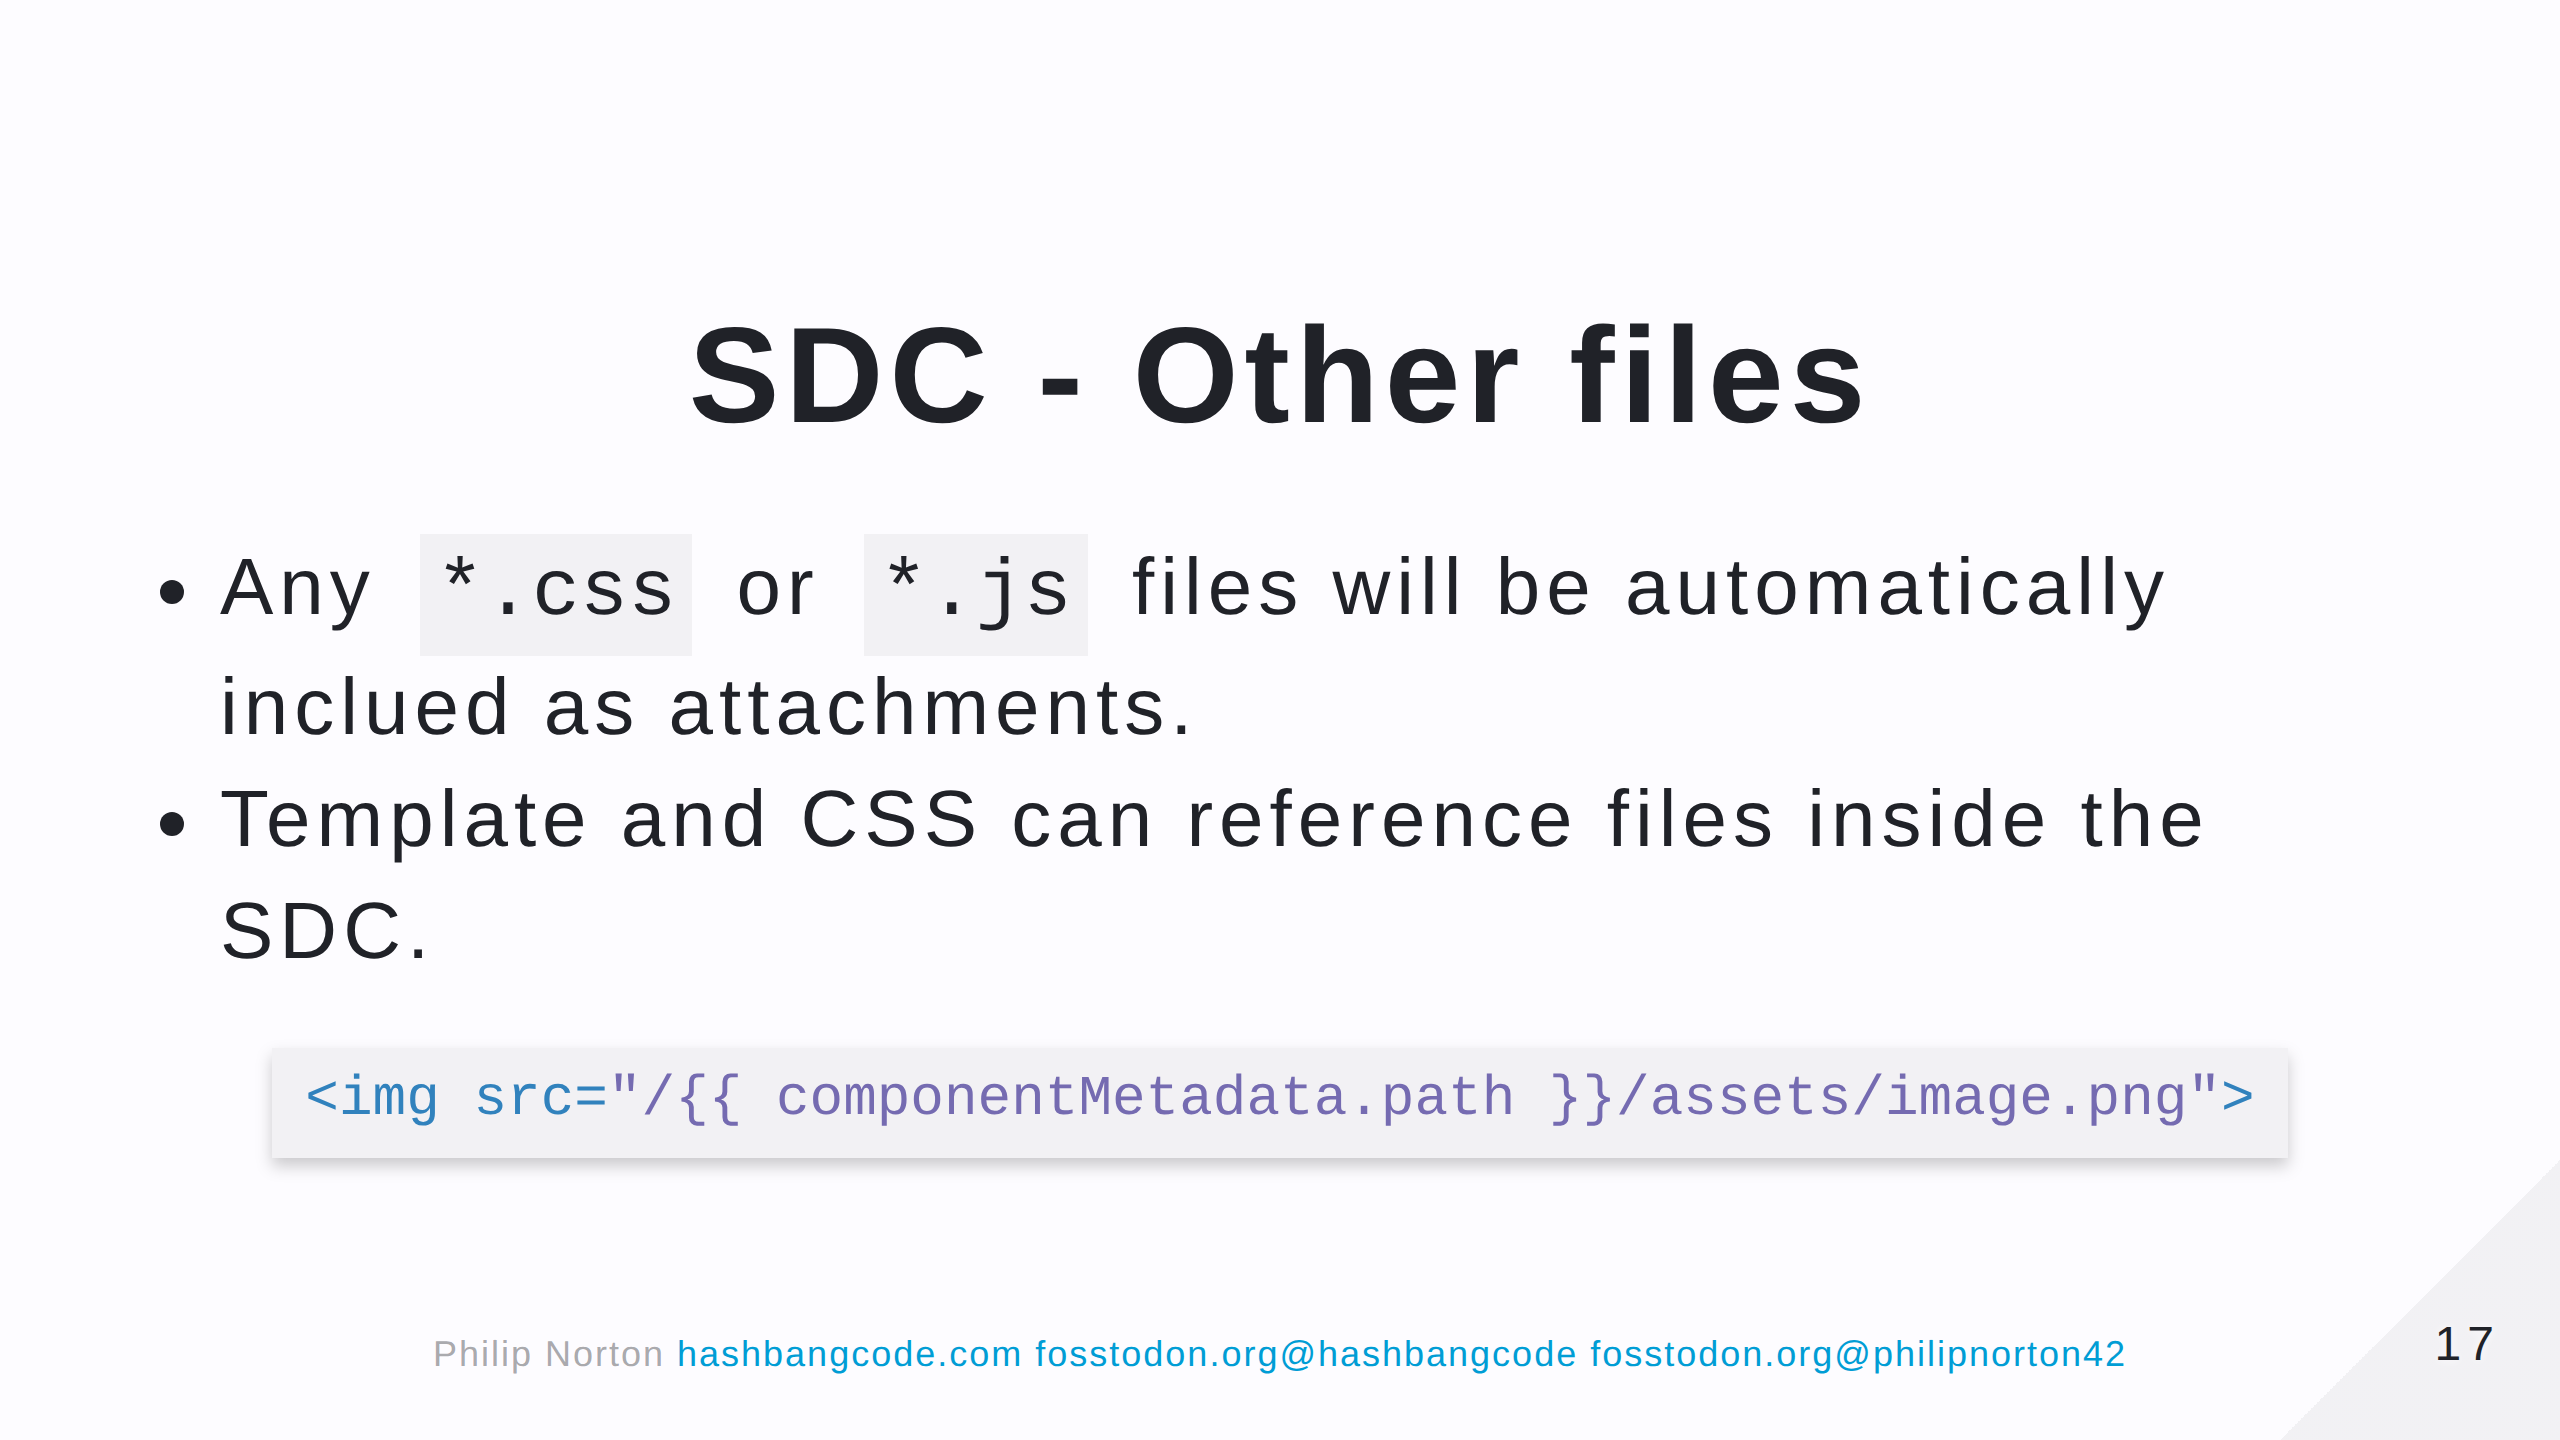 SDC - Other files
• Any *.css or *.js files will be automatically
inclued as attachments.
• Template and CSS can reference files inside the
SDC.
<img src="/{{ componentMetadata.path }}/assets/image.png">
Philip Norton hashbangcode.com fosstodon.org@hashbangcode fosstodon.org@philipnorton42
17